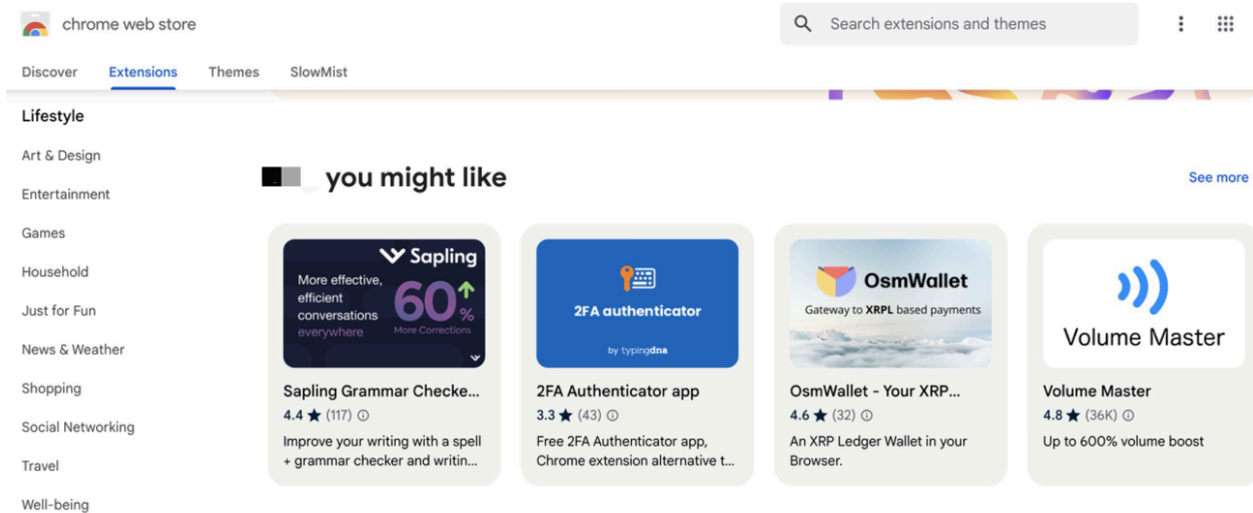 chrome web store
Search extensions and themes
Discover
Extensions
Themes
SlowMist
Lifestyle
Art & Design
Entertainment
Games
Household
Just for Fun
News & Weather
Shopping
Social Networking
Travel
Well-being
you might like
See more
Sapling
More effective,
efficient
conversations
everywhere
60%
More Corrections
Sapling Grammar Checke...
4.4 ★ (117)
Improve your writing with a spell
+ grammar checker and writin...
2FA authenticator
by typingdna
2FA Authenticator app
3.3 ★ (43)
Free 2FA Authenticator app,
Chrome extension alternative t...
OsmWallet
Gateway to XRPL based payments
OsmWallet - Your XRP...
4.6 ★ (32)
An XRP Ledger Wallet in your
Browser.
Volume Master
Volume Master
4.8 ★ (36K)
Up to 600% volume boost